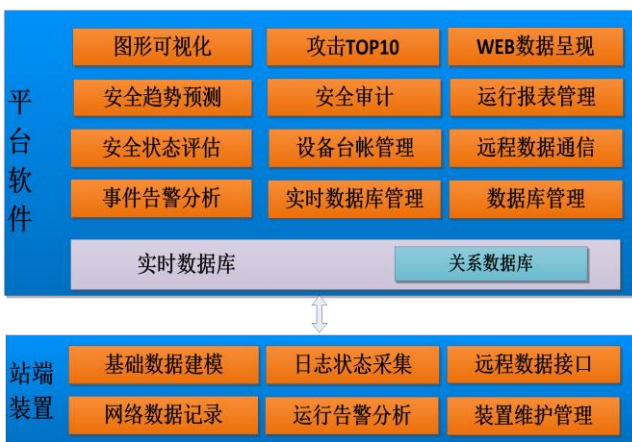 平台软件
图形可视化 攻击TOP10 WEB数据呈现
安全趋势预测 安全审计 运行报表管理
安全状态评估 设备台帐管理 远程数据通信
事件告警分析 实时数据库管理 数据库管理
实时数据库 关系数据库
站端装置
基础数据建模 日志状态采集 远程数据接口
网络数据记录 运行告警分析 装置维护管理